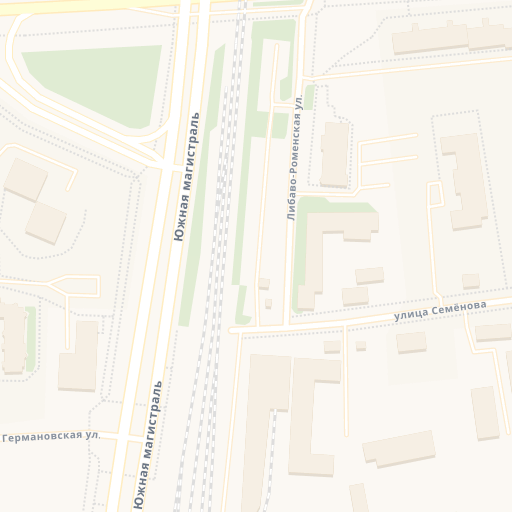 Южная магистраль
Либаво-Роменская ул.
улица Семёнова
Германовская ул.
Южная магистраль